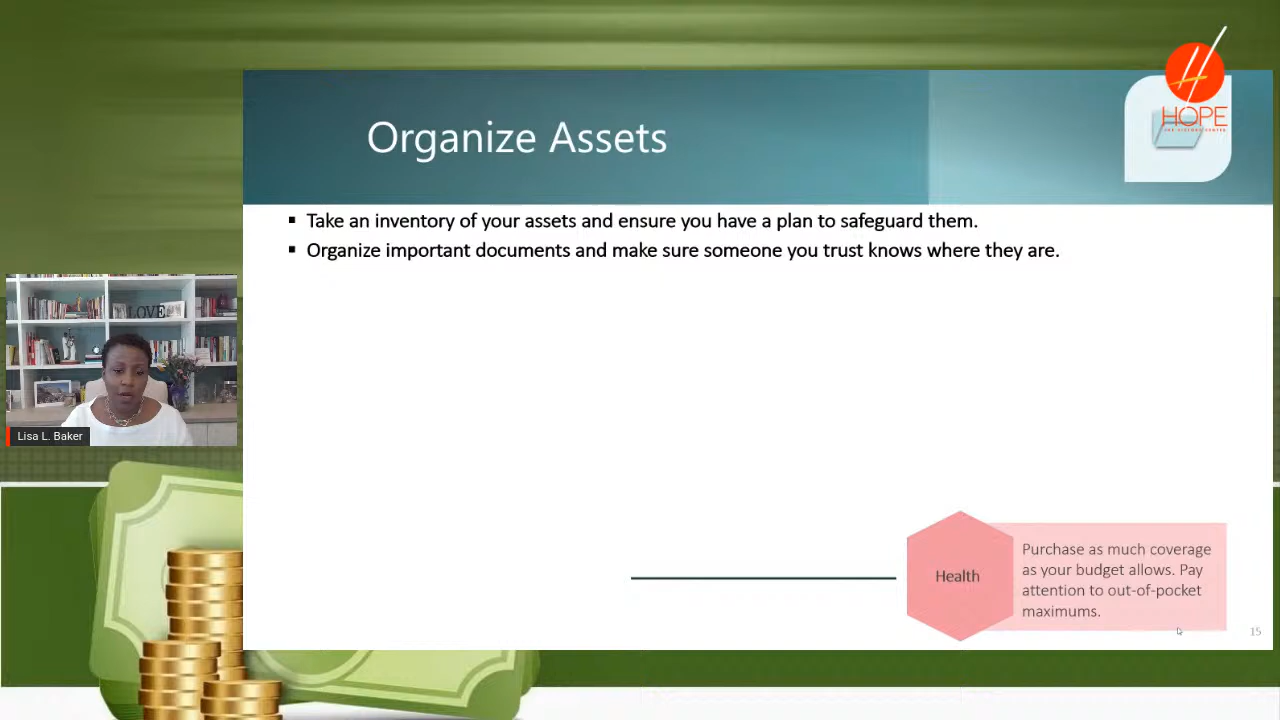 Organize Assets
HOPE
▪ Take an inventory of your assets and ensure you have a plan to safeguard them.
▪ Organize important documents and make sure someone you trust knows where they are.
LOVE
Lisa L. Baker
Health
Purchase as much coverage
as your budget allows. Pay
attention to out-of-pocket
maximums.
15